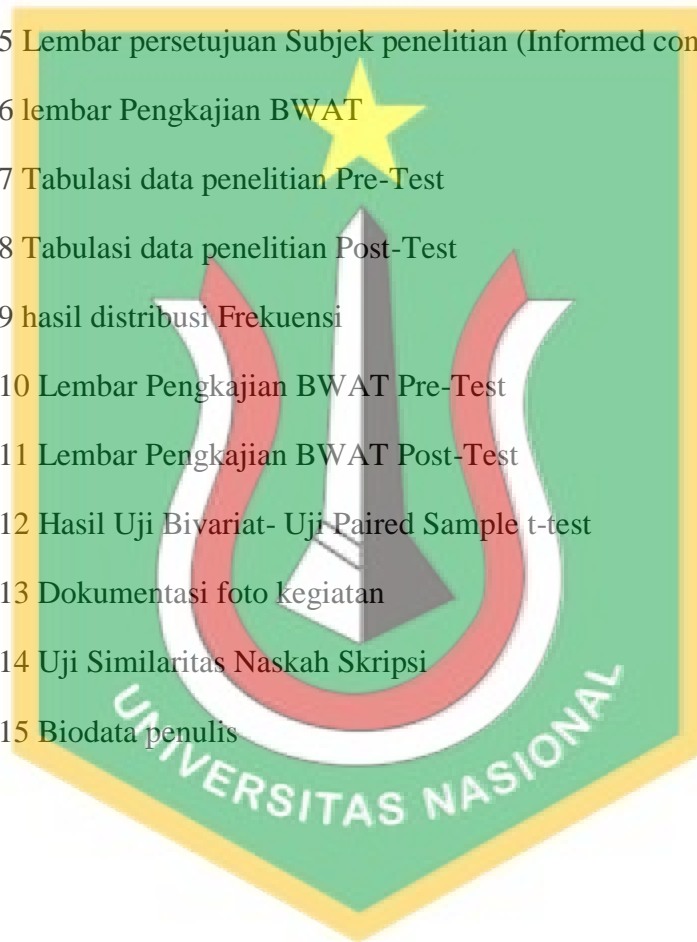 5 Lembar persetujuan Subjek penelitian (Informed con
6 lembar Pengkajian BWAT
7 Tabulasi data penelitian Pre-Test
8 Tabulasi data penelitian Post-Test
9 hasil distribusi Frekuensi
10 Lembar Pengkajian BWAT Pre-Test
11 Lembar Pengkajian BWAT Post-Test
12 Hasil Uji Bivariat- Uji Paired Sample t-test
13 Dokumentasi foto kegiatan
14 Uji Similaritas Naskah Skripsi
15 Biodata penulis
UNIVERSITAS NASIONAL